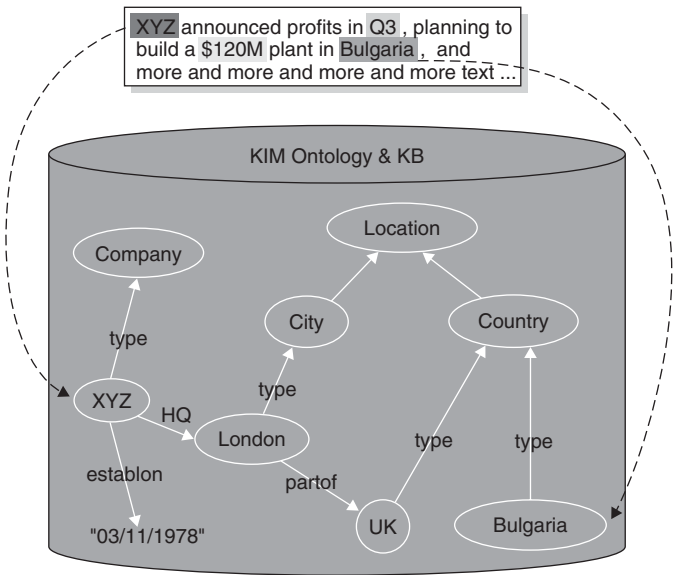 XYZ announced profits in Q3, planning to
build a $120M plant in Bulgaria, and
more and more and more and more text ...
KIM Ontology & KB
Location
Company
City
Country
type
type
XYZ
HQ
London
type
type
establon
partof
"03/11/1978"
UK
Bulgaria